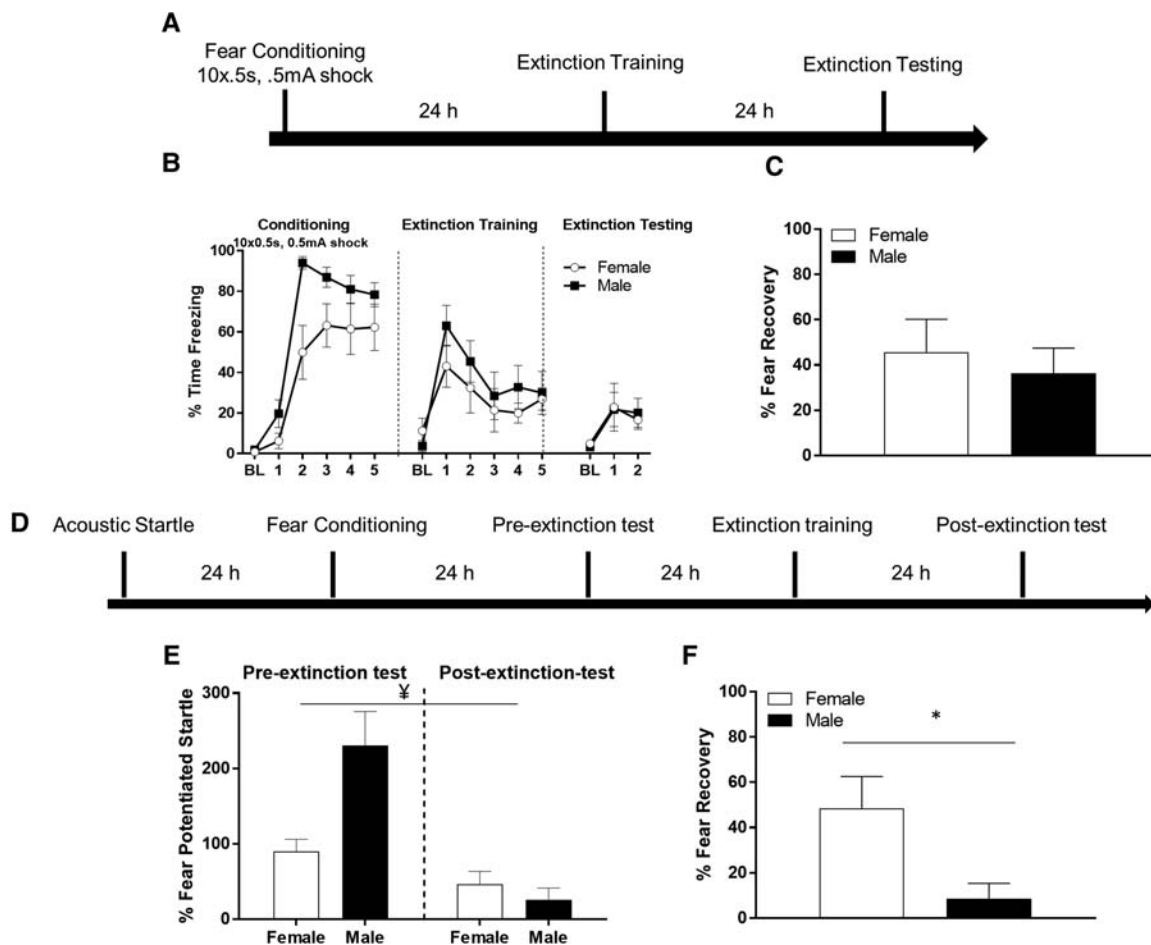 A
Fear Conditioning
10x.5s, .5mA shock
Extinction Training
Extinction Testing
24 h
24 h
B
Conditioning
10x0.5s, 0.5mA shock
Extinction Training
Extinction Testing
% Time Freezing
100
80
60
40
20
0
Female
Male
BL 1 2 3 4 5
BL 1 2 3 4 5
BL 1 2
C
% Fear Recovery
100
80
60
40
20
0
Female
Male
D
Acoustic Startle
Fear Conditioning
Pre-extinction test
Extinction training
Post-extinction test
24 h
24 h
24 h
24 h
E
Pre-extinction test
Post-extinction-test
¥
% Fear Potentiated Startle
300
200
100
0
Female Male Female Male
F
% Fear Recovery
100
80
60
40
20
0
Female
Male
*